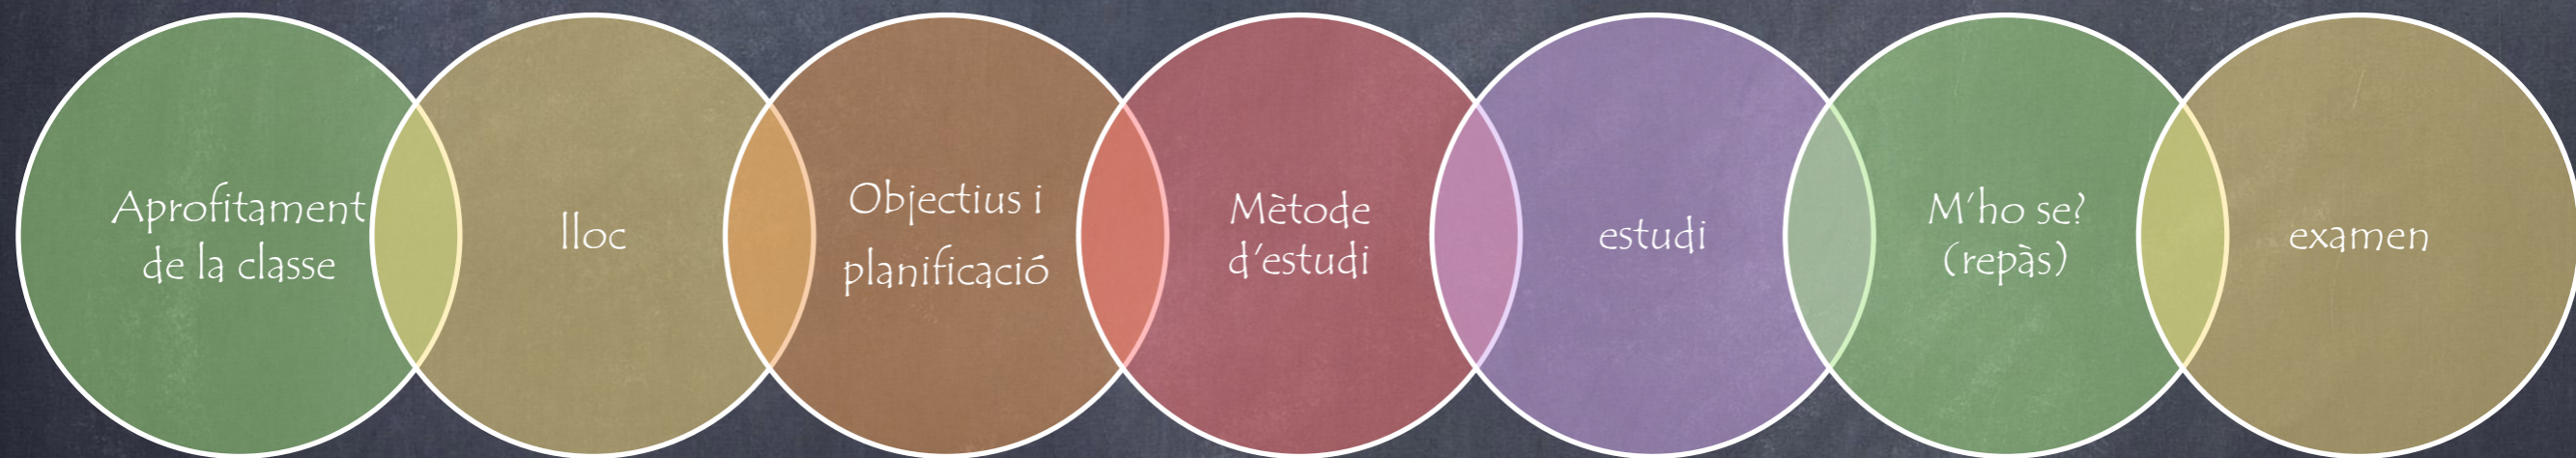 Aprofitament
de la classe
lloc
Objectius i
planificació
Mètode
d'estudi
estudi
M'ho se?
(repàs)
examen